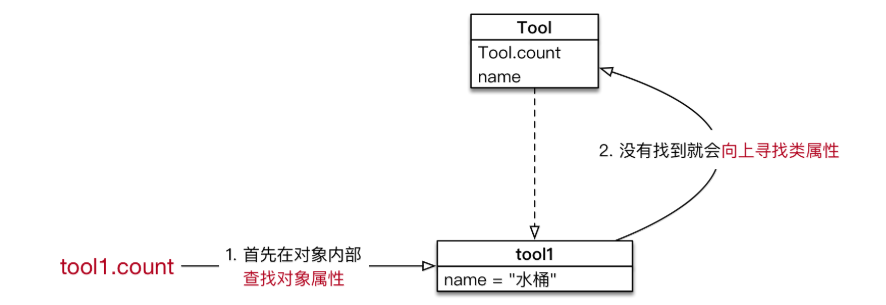 Tool
Tool.count
name
2. 没有找到就会向上寻找类属性
tool1.count
1. 首先在对象内部
查找对象属性
tool1
name = "水桶"